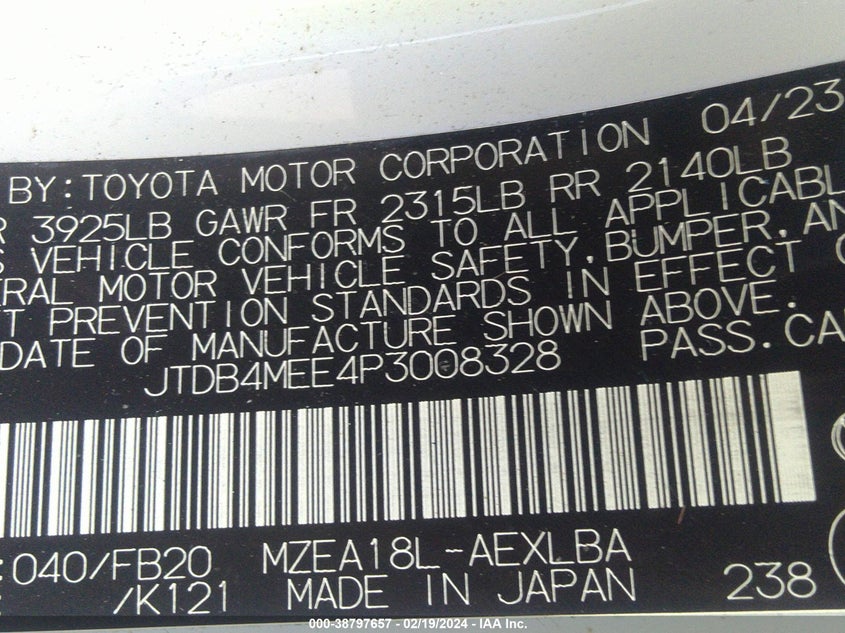 04/23
BY:TOYOTA MOTOR CORPORATION
R 3925LB GAWR FR 2315LB RR 2140LB
S VEHICLE CONFORMS TO ALL APPLICABL
ERAL MOTOR VEHICLE SAFETY,BUMPER,AN
T PREVENTION STANDARDS IN EFFECT
DATE OF MANUFACTURE SHOWN ABOVE.
JTDB4MEE4P3008328 PASS.CA
:040/FB20 MZEA18L-AEXLBA
/K121 MADE IN JAPAN 238
000-38797657 - 02/19/2024 - IAA Inc.